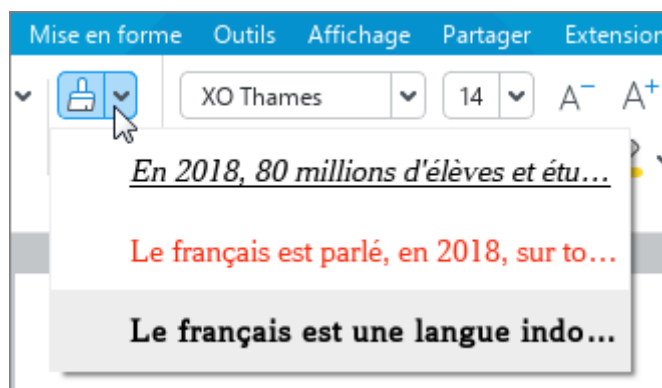 Mise en forme Outils Affichage Partager Extension
XO Thames 14 A⁻ A⁺
En 2018, 80 millions d'élèves et étu...
Le français est parlé, en 2018, sur to...
Le français est une langue indo...